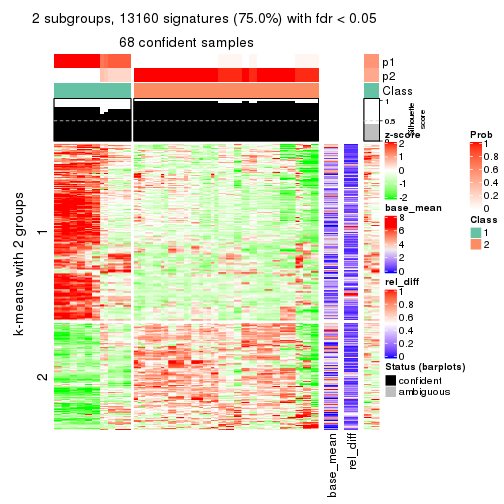 2 subgroups, 13160 signatures (75.0%) with fdr < 0.05
68 confident samples
p1
p2
Class
1
0.5
0
Silhouette
score
k-means with 2 groups
1
2
base_mean
rel_diff
z-score
2
1
0
-1
-2
base_mean
8
6
4
2
0
rel_diff
1
0.8
0.6
0.4
0.2
0
Status (barplots)
confident
ambiguous
Prob
1
0.8
0.6
0.4
0.2
0
Class
1
2